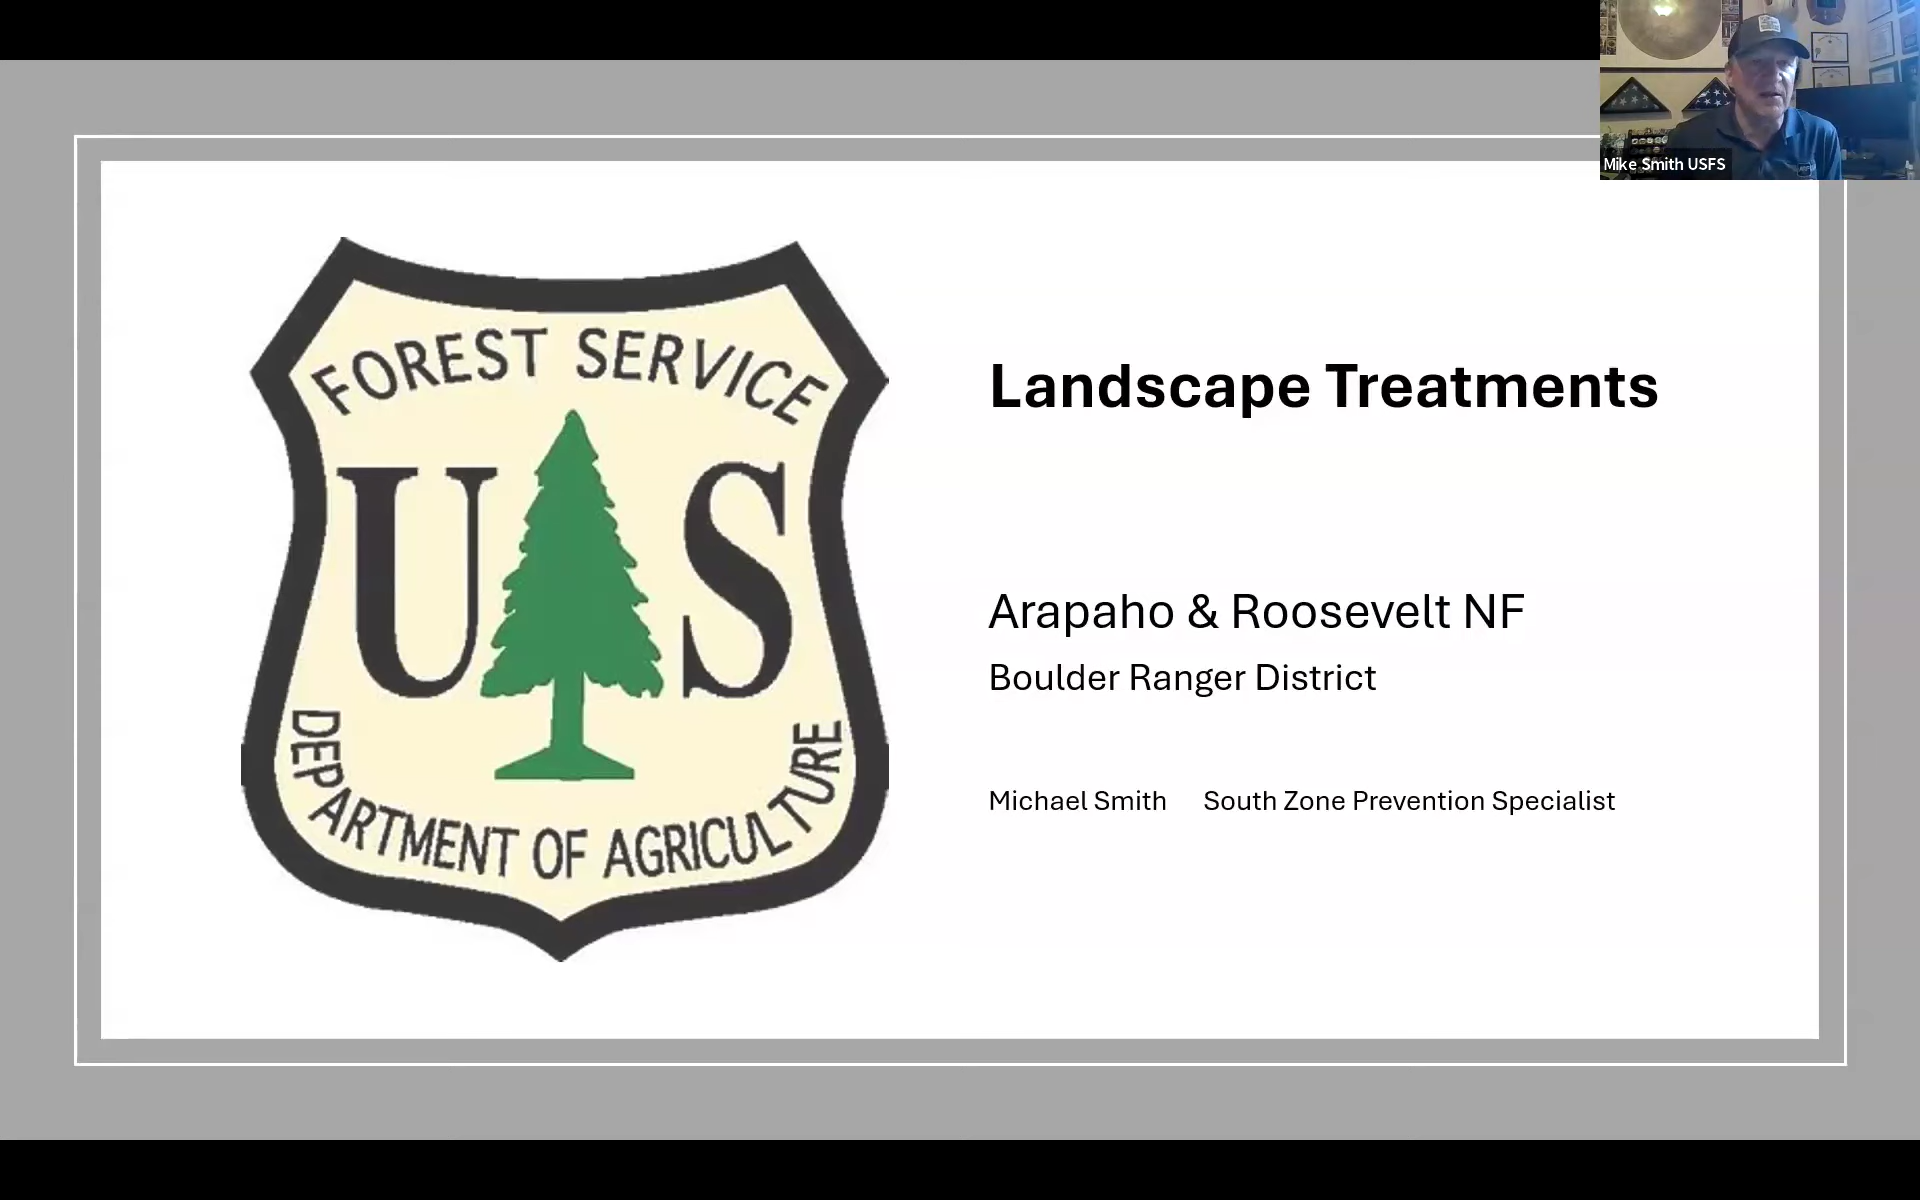 Mike Smith USFS
FOREST SERVICE
U S
DEPARTMENT OF AGRICULTURE
Landscape Treatments
Arapaho & Roosevelt NF
Boulder Ranger District
Michael Smith South Zone Prevention Specialist